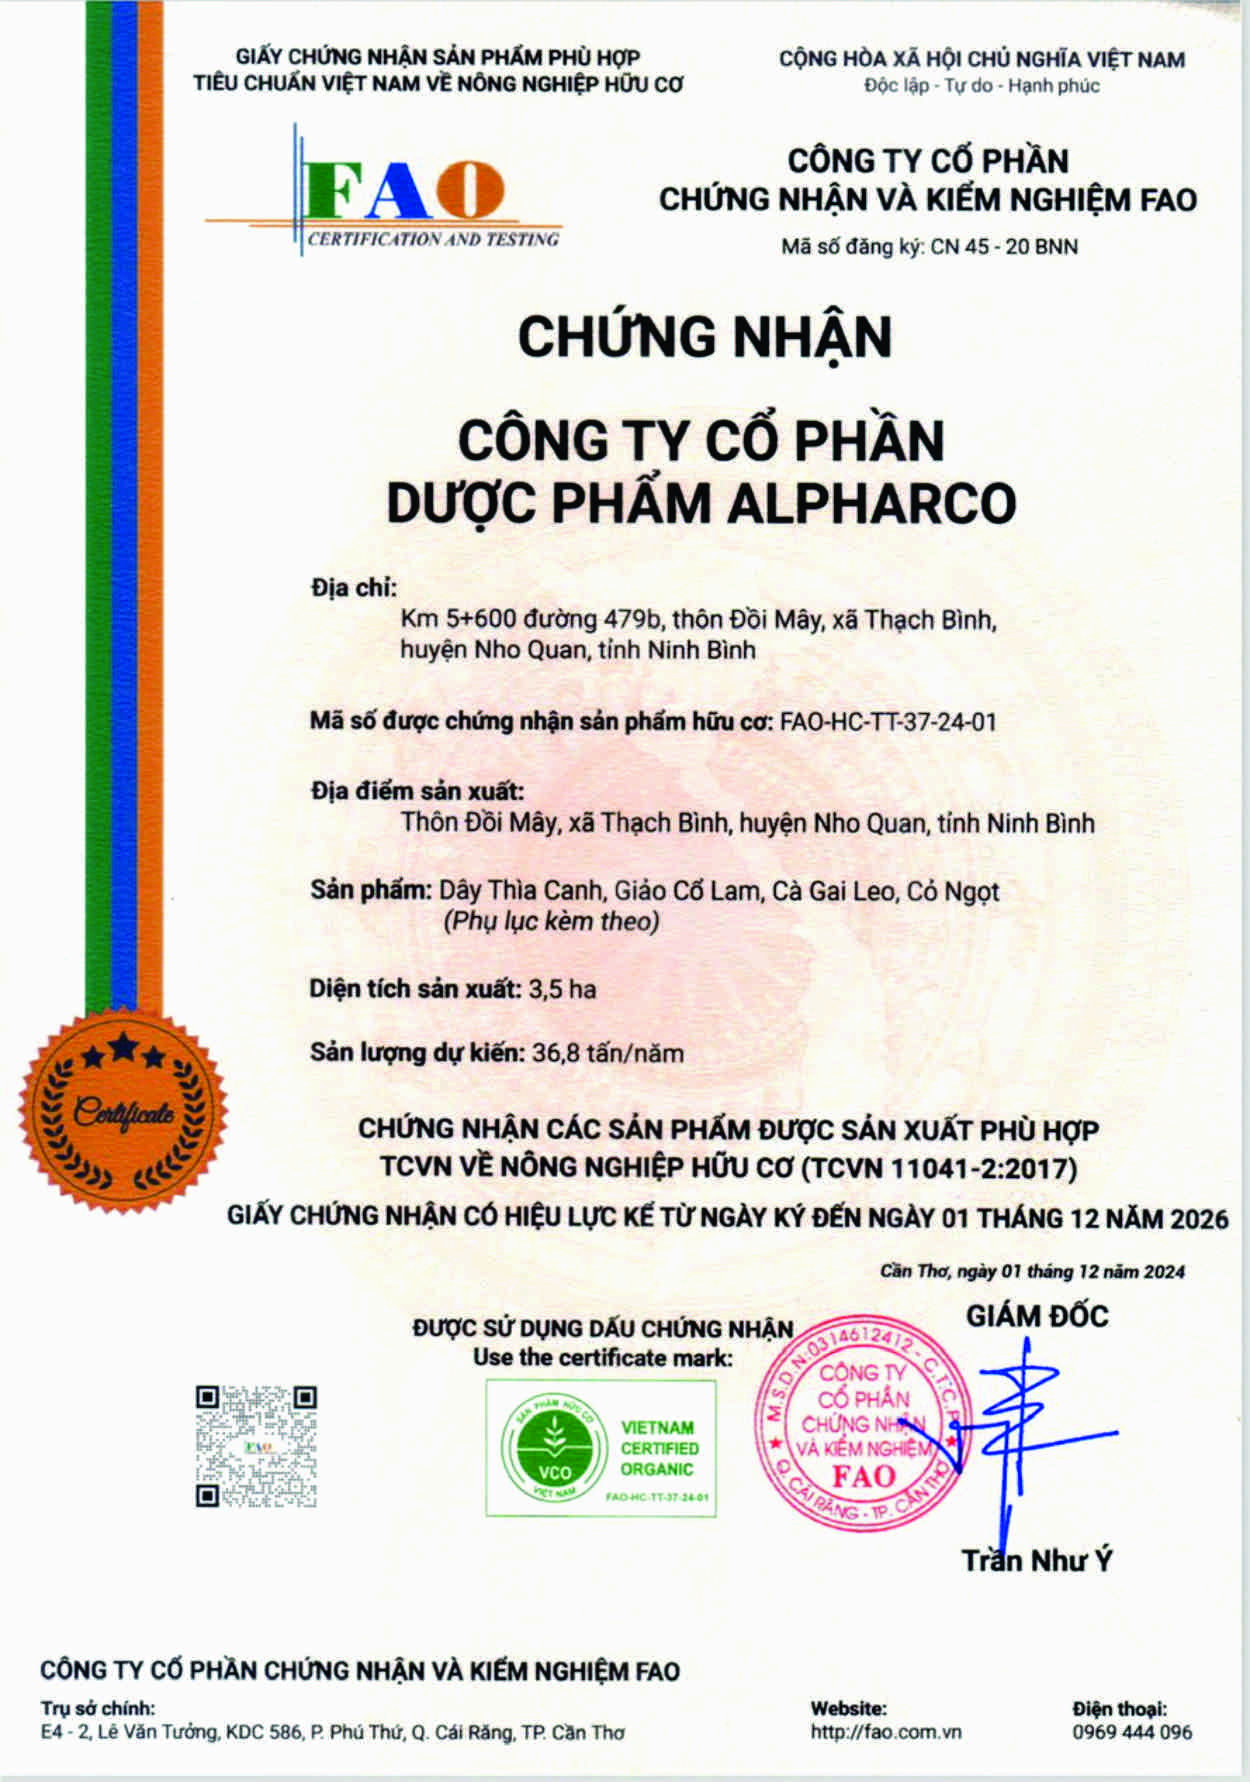 GIẤY CHỨNG NHẬN SẢN PHẨM PHÙ HỢP
TIÊU CHUẨN VIỆT NAM VỀ NÔNG NGHIỆP HỮU CƠ
CỘNG HÒA XÃ HỘI CHỦ NGHĨA VIỆT NAM
Độc lập - Tự do - Hạnh phúc
FAO
CERTIFICATION AND TESTING
CÔNG TY CỔ PHẦN
CHỨNG NHẬN VÀ KIỂM NGHIỆM FAO
Mã số đăng ký: CN 45 - 20 BNN
CHỨNG NHẬN
CÔNG TY CỔ PHẦN
DƯỢC PHẨM ALPHARCO
Địa chỉ:
Km 5+600 đường 479b, thôn Đồi Mây, xã Thạch Bình,
huyện Nho Quan, tỉnh Ninh Bình
Mã số được chứng nhận sản phẩm hữu cơ: FAO-HC-TT-37-24-01
Địa điểm sản xuất:
Thôn Đồi Mây, xã Thạch Bình, huyện Nho Quan, tỉnh Ninh Bình
Sản phẩm: Dây Thìa Canh, Giảo Cổ Lam, Cà Gai Leo, Cỏ Ngọt
(Phụ lục kèm theo)
Diện tích sản xuất: 3,5 ha
Sản lượng dự kiến: 36,8 tấn/năm
Certificate
CHỨNG NHẬN CÁC SẢN PHẨM ĐƯỢC SẢN XUẤT PHÙ HỢP
TCVN VỀ NÔNG NGHIỆP HỮU CƠ (TCVN 11041-2:2017)
GIẤY CHỨNG NHẬN CÓ HIỆU LỰC KỂ TỪ NGÀY KÝ ĐẾN NGÀY 01 THÁNG 12 NĂM 2026
Cần Thơ, ngày 01 tháng 12 năm 2024
GIÁM ĐỐC
ĐƯỢC SỬ DỤNG DẤU CHỨNG NHẬN
Use the certificate mark:
FAO
SẢN PHẨM HỮU CƠ
VCO
VIỆT NAM
VIETNAM
CERTIFIED
ORGANIC
FAO-HC-TT-37-24-01
M.S.D.N:0314612412 - C.T.C.P
CÔNG TY
CỔ PHẦN
CHỨNG NHẬN
VÀ KIỂM NGHIỆM
FAO
Q. CÁI RĂNG - TP. CẦN THƠ
Trần Như Ý
CÔNG TY CỔ PHẦN CHỨNG NHẬN VÀ KIỂM NGHIỆM FAO
Trụ sở chính:
E4 - 2, Lê Văn Tưởng, KDC 586, P. Phú Thứ, Q. Cái Răng, TP. Cần Thơ
Website:
http://fao.com.vn
Điện thoại:
0969 444 096